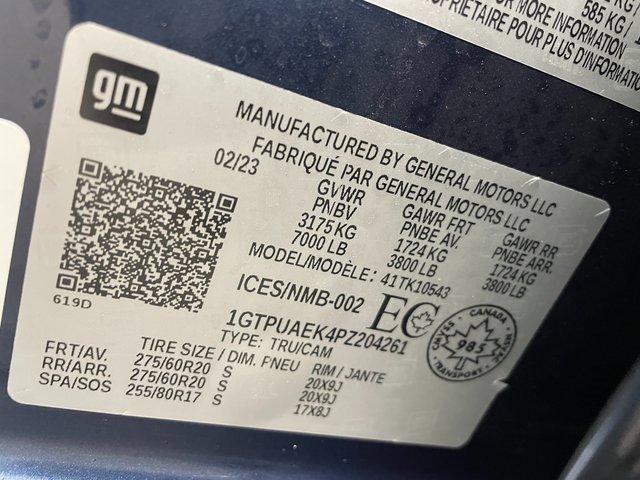 585 KG /
FOR MORE INFORMATION
PROPRIÉTAIRE POUR PLUS D'INFORMATIO
gm
MANUFACTURED BY GENERAL MOTORS LLC
FABRIQUÉ PAR GENERAL MOTORS LLC
02/23
GVWR GAWR FRT GAWR RR
PNBV PNBE AV. PNBE ARR.
3175 KG 1724 KG 1724 KG
7000 LB 3800 LB 3800 LB
MODEL/MODÈLE: 41TK10543
619D
ICES/NMB-002 EC
1GTPUAEK4PZ204261
TYPE: TRU/CAM
CANADA
985
TIRE SIZE / DIM. PNEU RIM / JANTE
FRT/AV. 275/60R20 S 20X9J
RR/ARR. 275/60R20 S 20X9J
SPA/SOS 255/80R17 S 17X8J